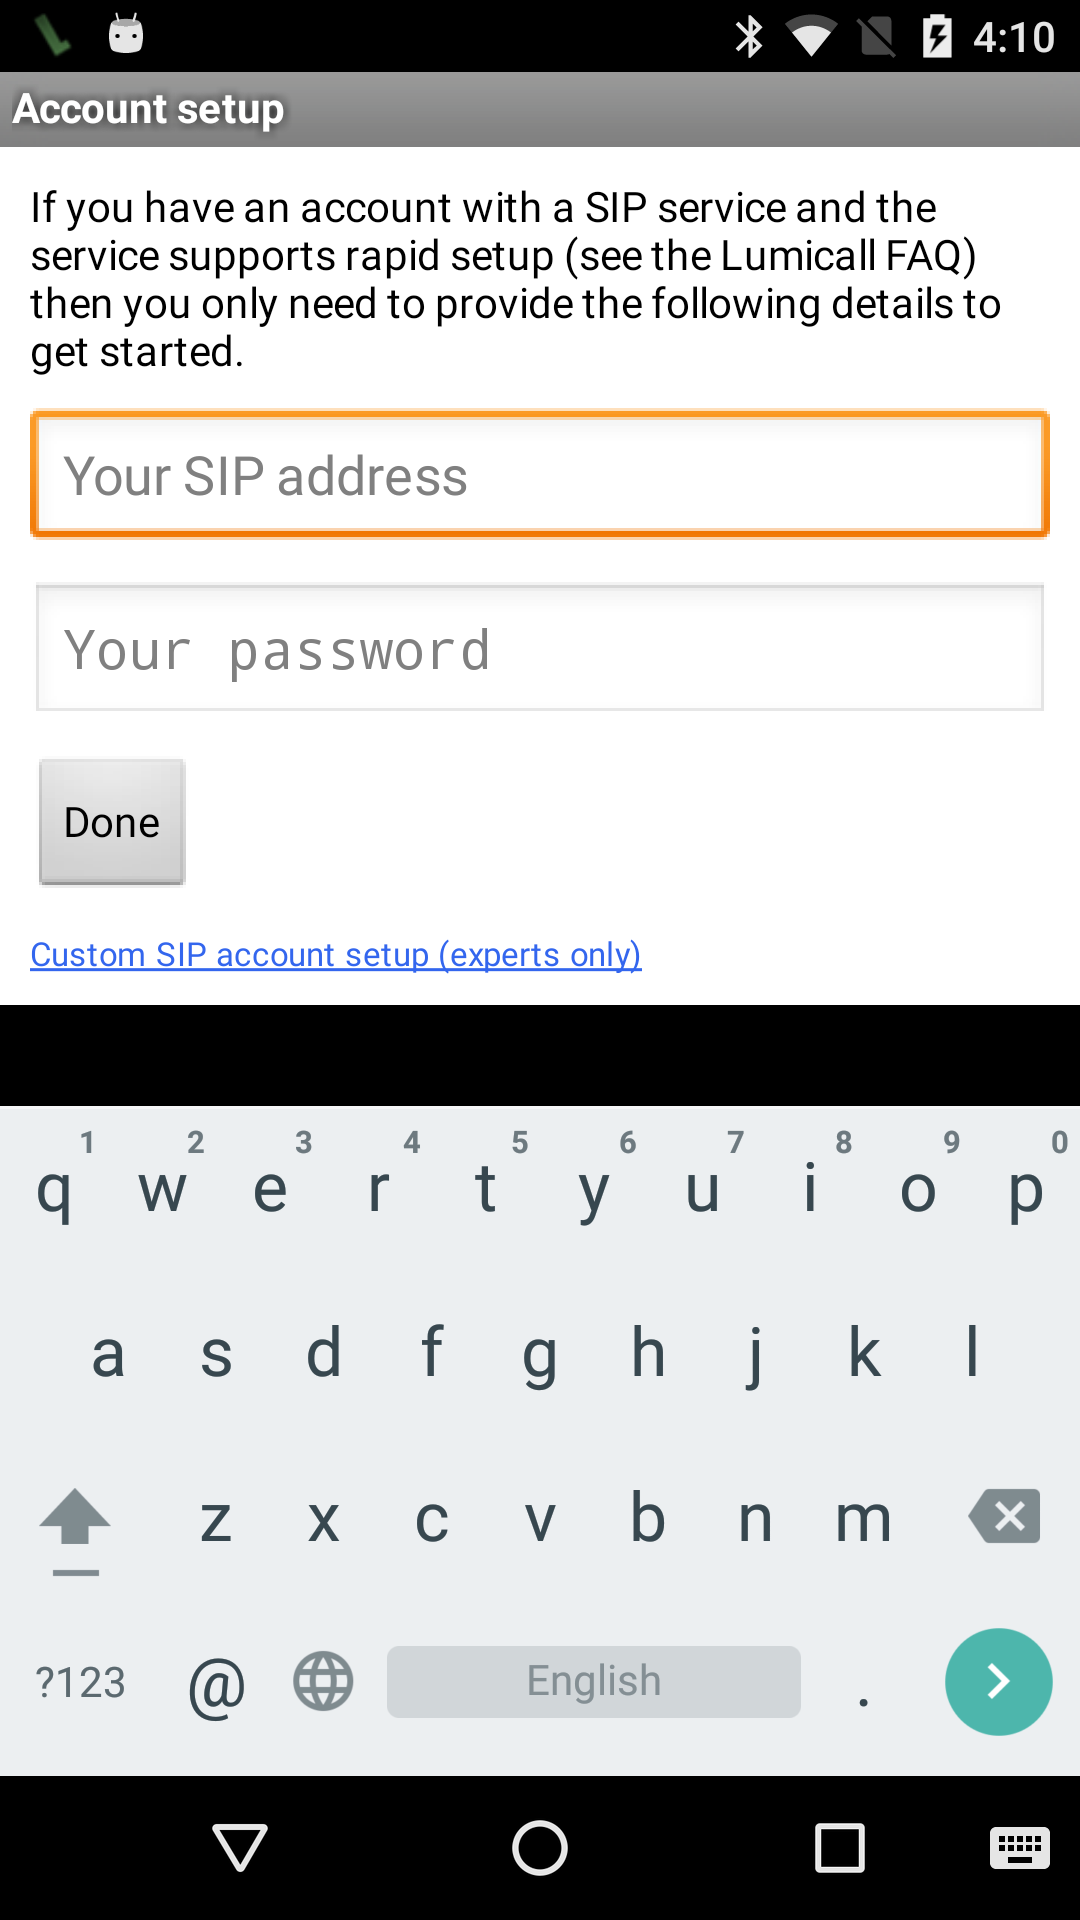 4:10
Account setup
If you have an account with a SIP service and the
service supports rapid setup (see the Lumicall FAQ)
then you only need to provide the following details to
get started.
Your SIP address
Your password
Done
Custom SIP account setup (experts only)
1 2 3 4 5 6 7 8 9 0
q w e r t y u i o p
a s d f g h j k l
z x c v b n m
?123 @ English .